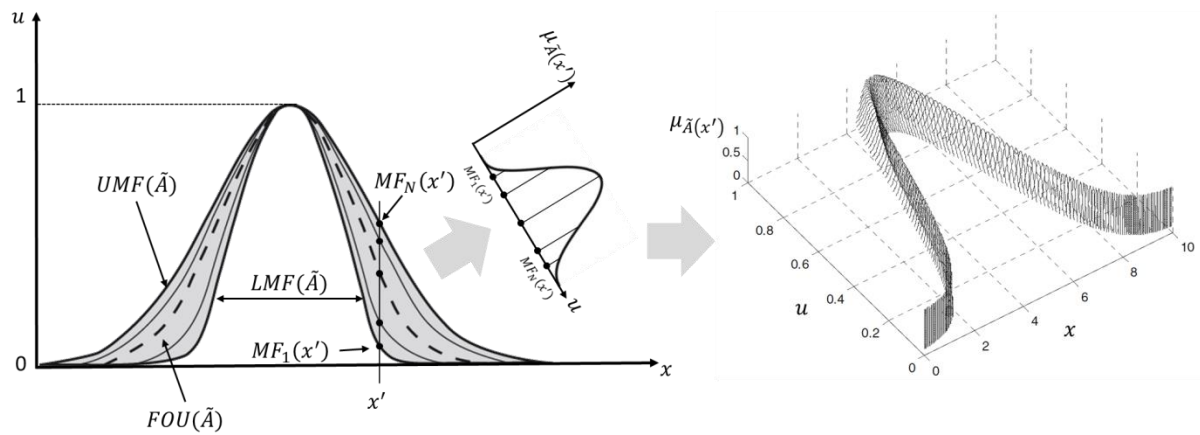 u
1
UMF(Ã)
MF_N(x′)
LMF(Ã)
MF_1(x′)
0
x
x′
FOU(Ã)
μ_Ã(x′)
MF_1(x′)
MF_N(x′)
u
μ_Ã(x′)
1
0.5
0
1
0.8
0.6
0.4
0.2
0
u
0
2
4
6
8
10
x